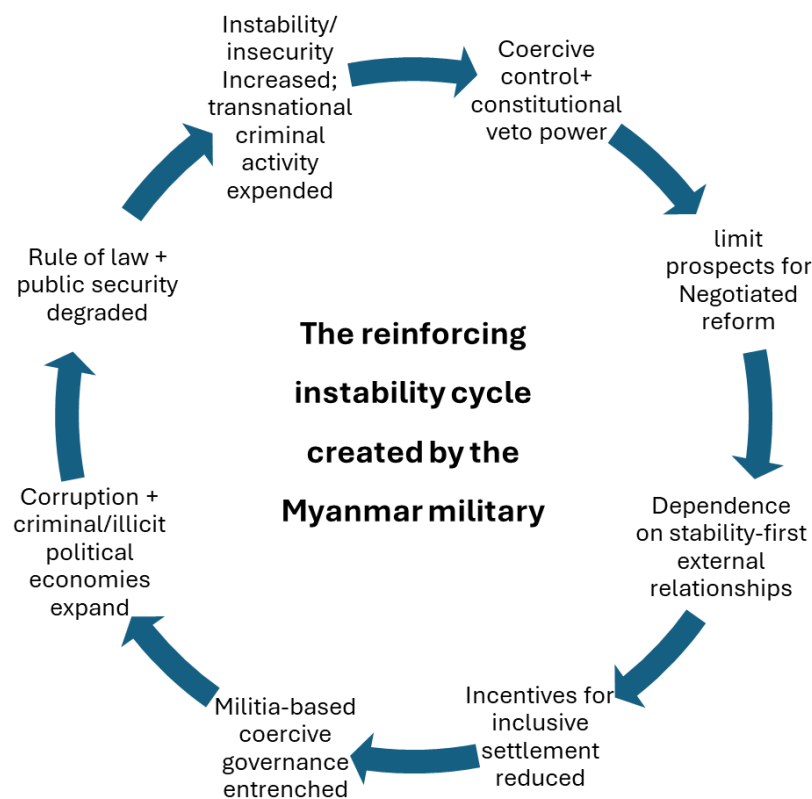 Instability/
insecurity
Increased;
transnational
criminal
activity
expended
Coercive
control+
constitutional
veto power
limit
prospects for
Negotiated
reform
Dependence
on stability-first
external
relationships
Incentives for
inclusive
settlement
reduced
Militia-based
coercive
governance
entrenched
Corruption +
criminal/illicit
political
economies
expand
Rule of law +
public security
degraded
The reinforcing
instability cycle
created by the
Myanmar military